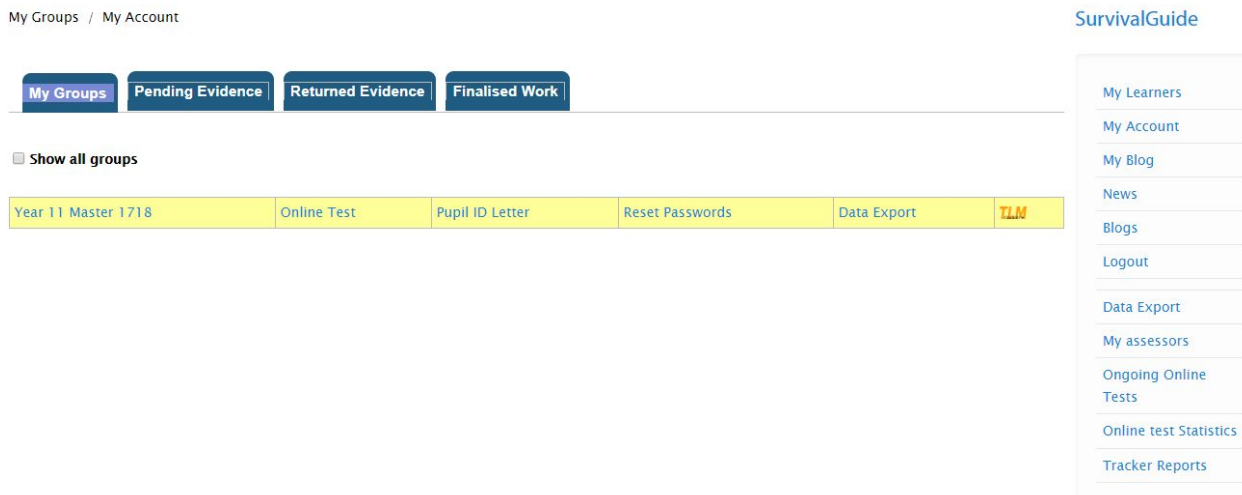 My Groups / My Account
SurvivalGuide
My Groups
Pending Evidence
Returned Evidence
Finalised Work
Show all groups
Year 11 Master 1718
Online Test
Pupil ID Letter
Reset Passwords
Data Export
TLM
My Learners
My Account
My Blog
News
Blogs
Logout
Data Export
My assessors
Ongoing Online
Tests
Online test Statistics
Tracker Reports